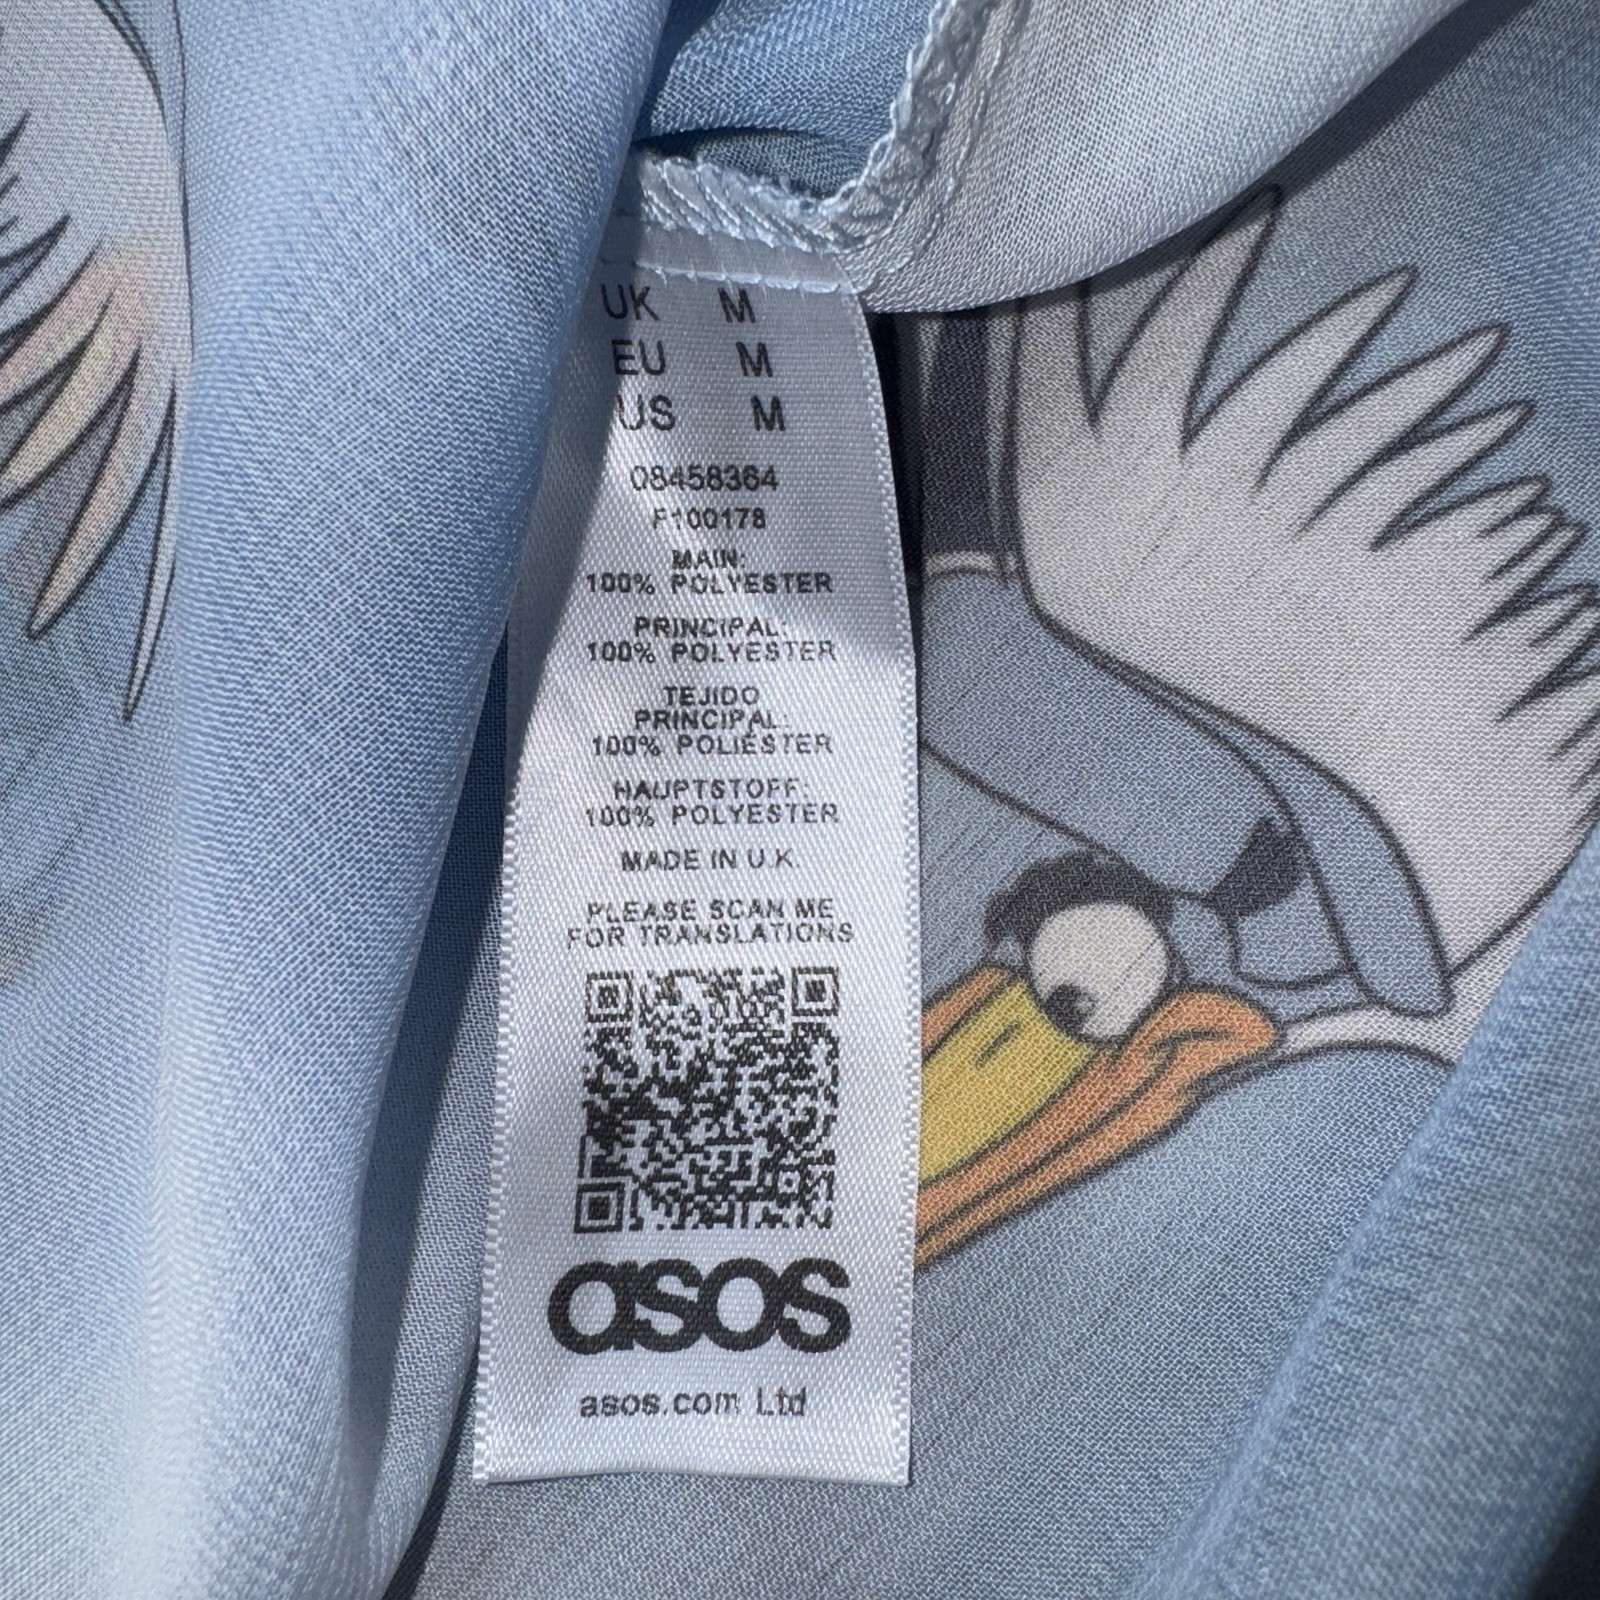 UK M
EU M
US M
08458364
F100178
MAIN:
100% POLYESTER
PRINCIPAL:
100% POLYESTER
TEJIDO
PRINCIPAL:
100% POLIÉSTER
HAUPTSTOFF:
100% POLYESTER
MADE IN U.K.
PLEASE SCAN ME
FOR TRANSLATIONS
asos
asos.com Ltd